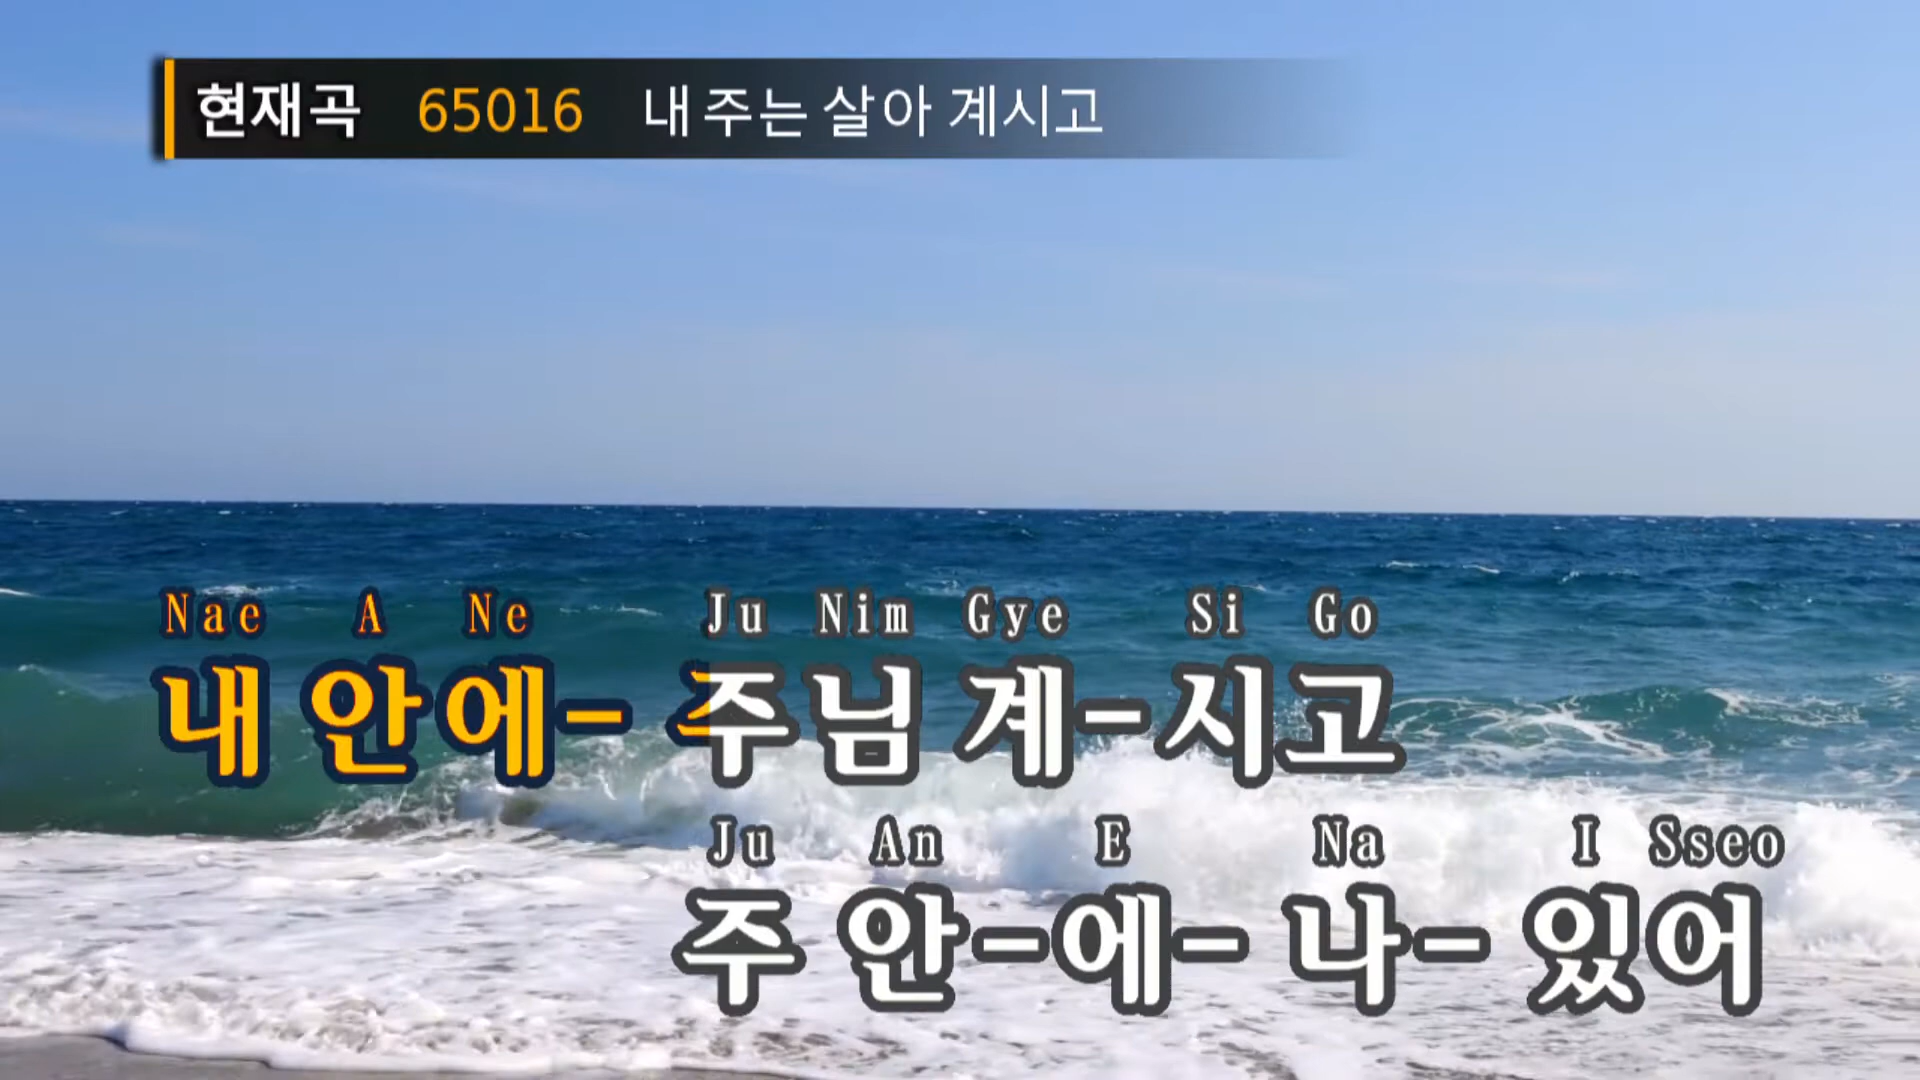 현재곡 65016 내 주는 살아 계시고
Nae A Ne Ju Nim Gye Si Go
내 안에- 주님 계-시고
Ju An E Na I Sseo
주 안-에- 나- 있어